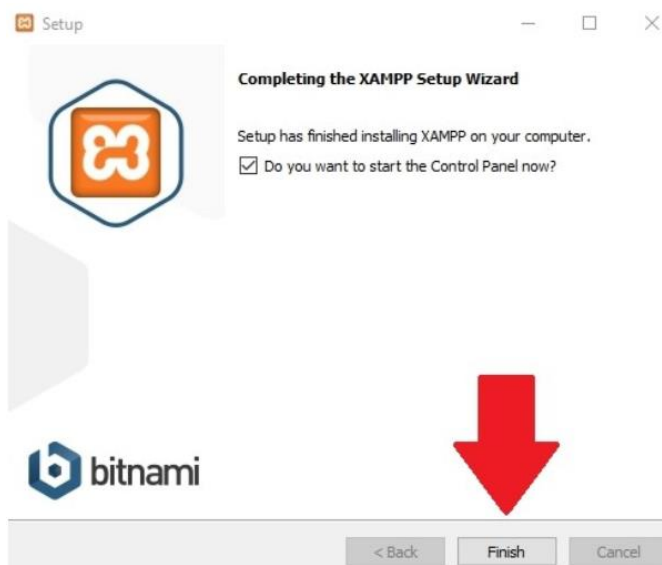 Setup
Completing the XAMPP Setup Wizard
Setup has finished installing XAMPP on your computer.
Do you want to start the Control Panel now?
bitnami
< Back
Finish
Cancel